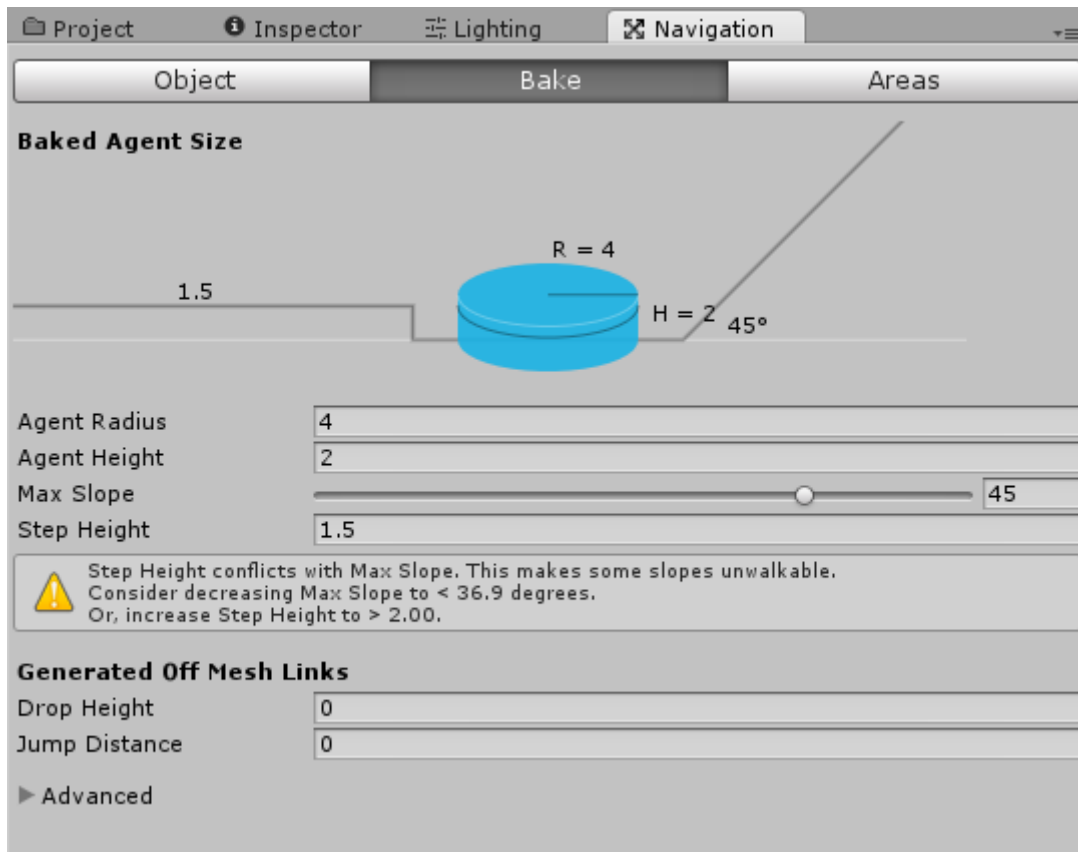 Project Inspector Lighting Navigation
Object Bake Areas
Baked Agent Size
R = 4
1.5
H = 2
45°
Agent Radius 4
Agent Height 2
Max Slope 45
Step Height 1.5
Step Height conflicts with Max Slope. This makes some slopes unwalkable.
Consider decreasing Max Slope to < 36.9 degrees.
Or, increase Step Height to > 2.00.
Generated Off Mesh Links
Drop Height 0
Jump Distance 0
Advanced